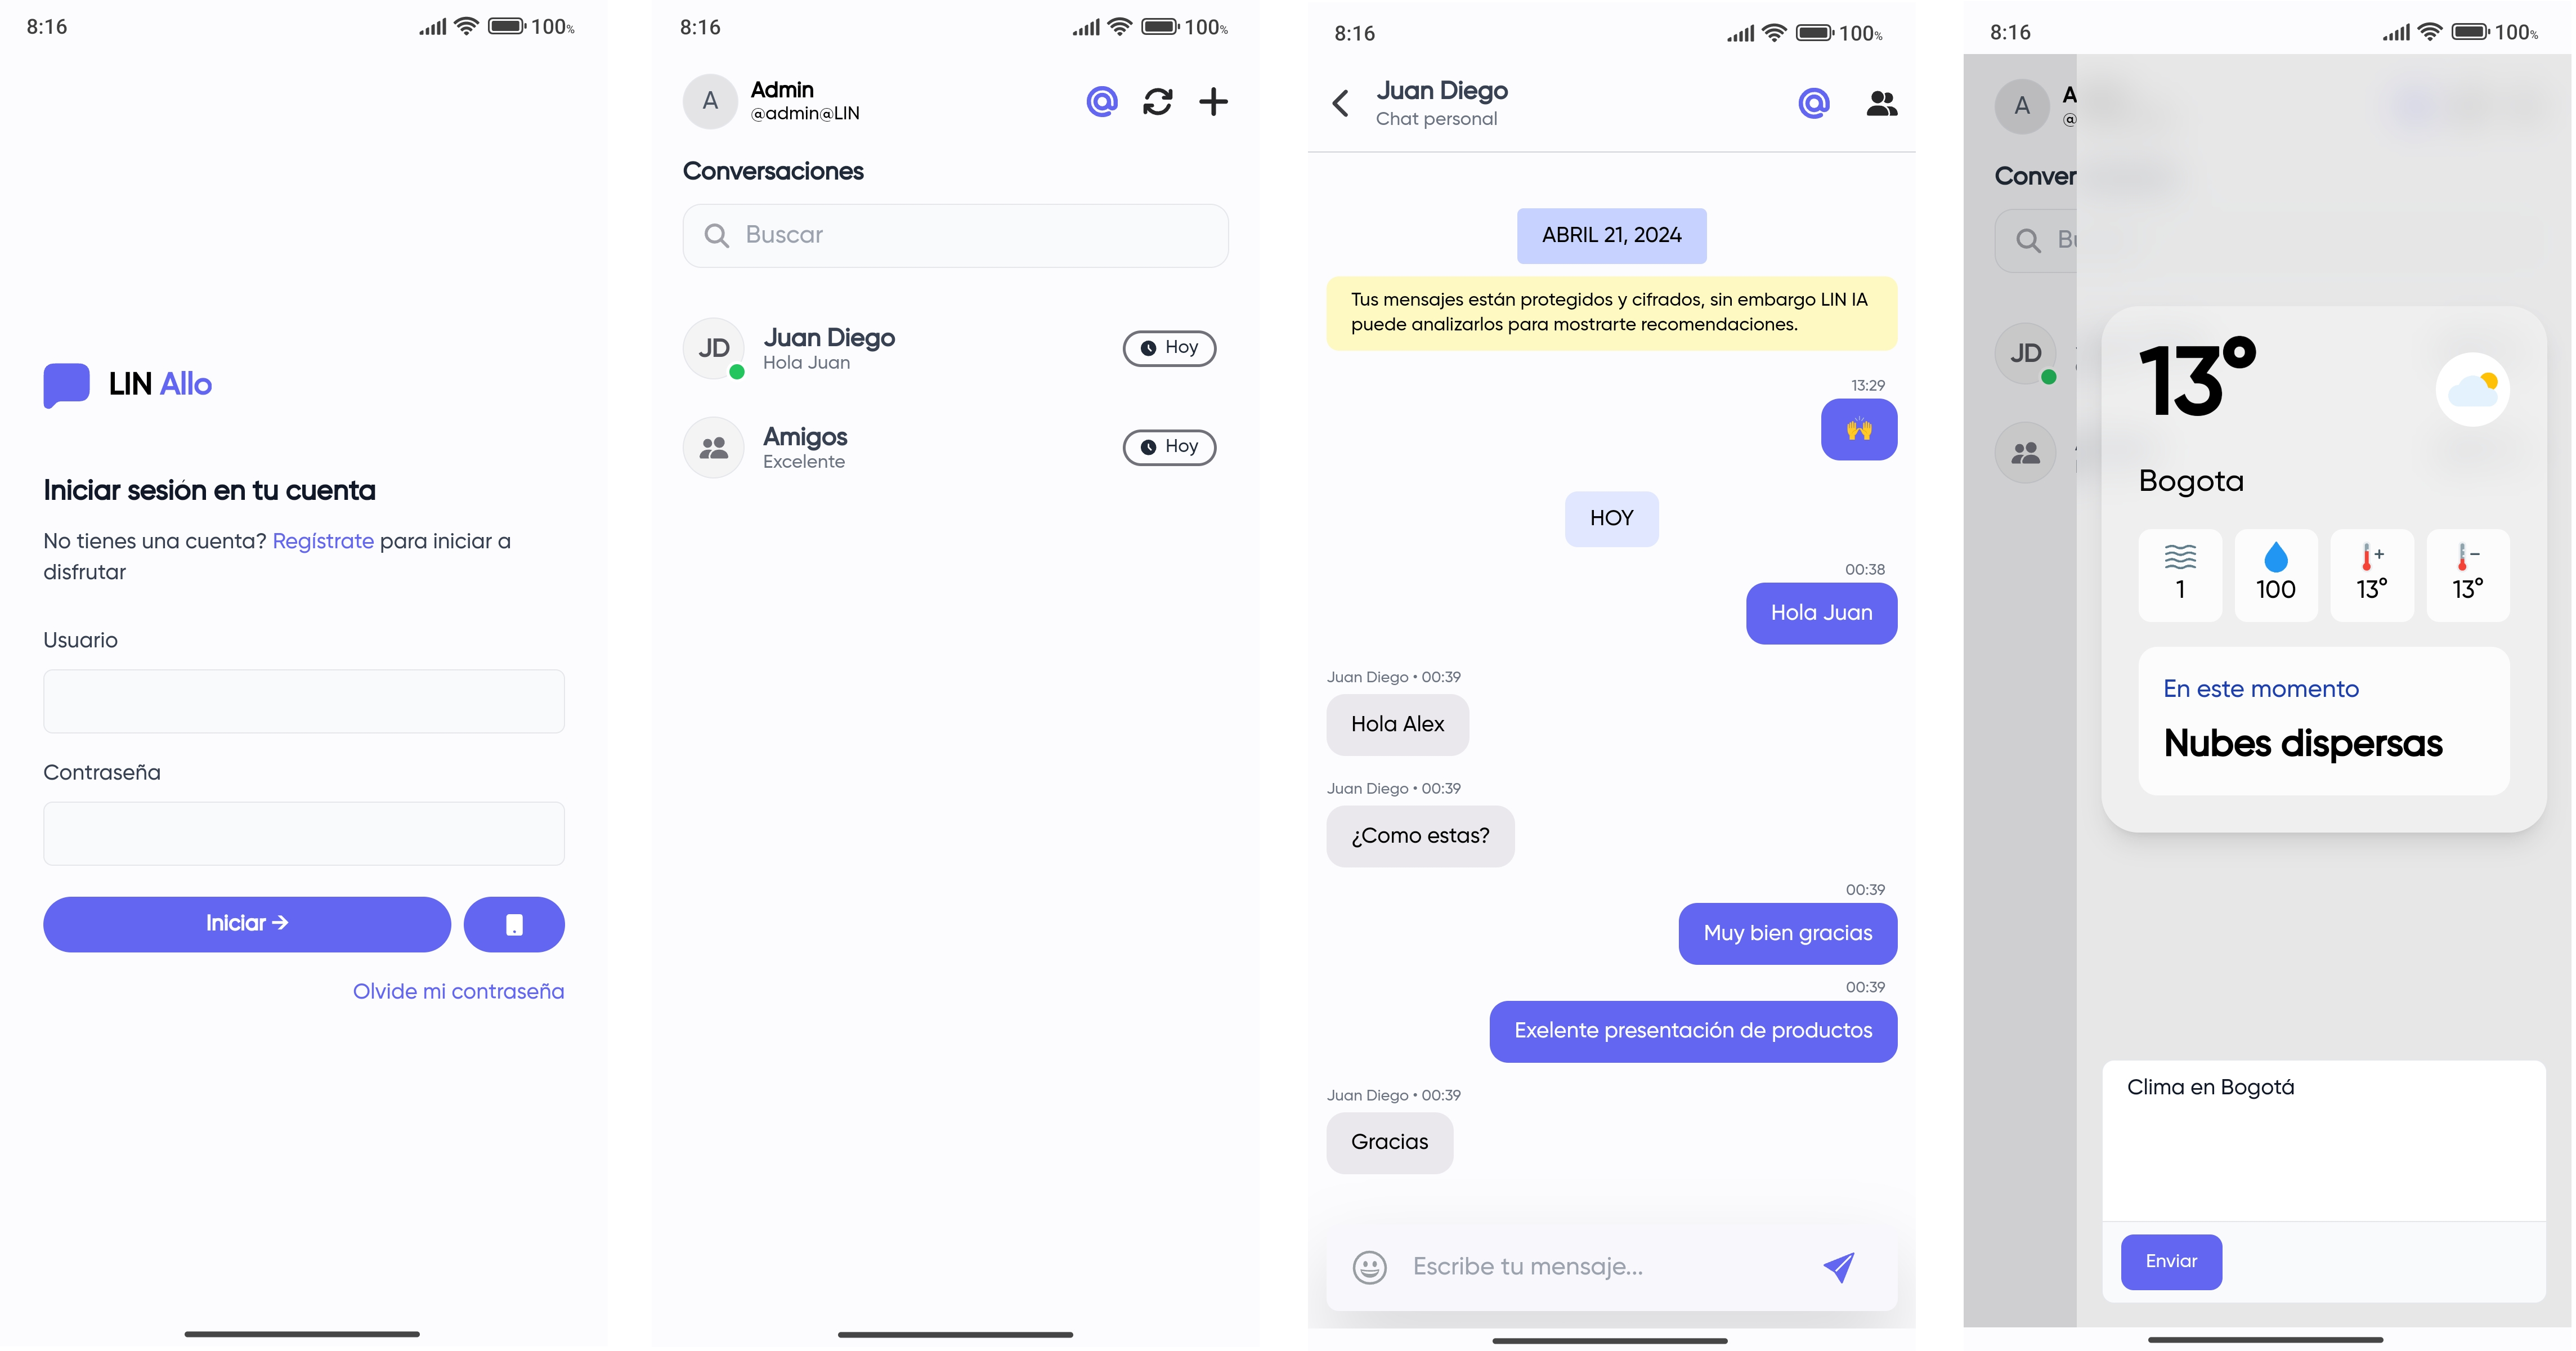 8:16
100%
LIN Allo
Iniciar sesión en tu cuenta
No tienes una cuenta? Regístrate para iniciar a
disfrutar
Usuario
Contraseña
Iniciar →
Olvide mi contraseña
8:16
100%
A
Admin
@admin@LIN
Conversaciones
Buscar
JD
Juan Diego
Hola Juan
Hoy
Amigos
Excelente
Hoy
8:16
100%
Juan Diego
Chat personal
ABRIL 21, 2024
Tus mensajes están protegidos y cifrados, sin embargo LIN IA
puede analizarlos para mostrarte recomendaciones.
13:29
🙌
HOY
00:38
Hola Juan
Juan Diego • 00:39
Hola Alex
Juan Diego • 00:39
¿Como estas?
00:39
Muy bien gracias
00:39
Exelente presentación de productos
Juan Diego • 00:39
Gracias
Escribe tu mensaje...
8:16
100%
A
A
@
Conver
Bu
JD
13°
Bogota
1
100
13°
13°
En este momento
Nubes dispersas
Clima en Bogotá
Enviar